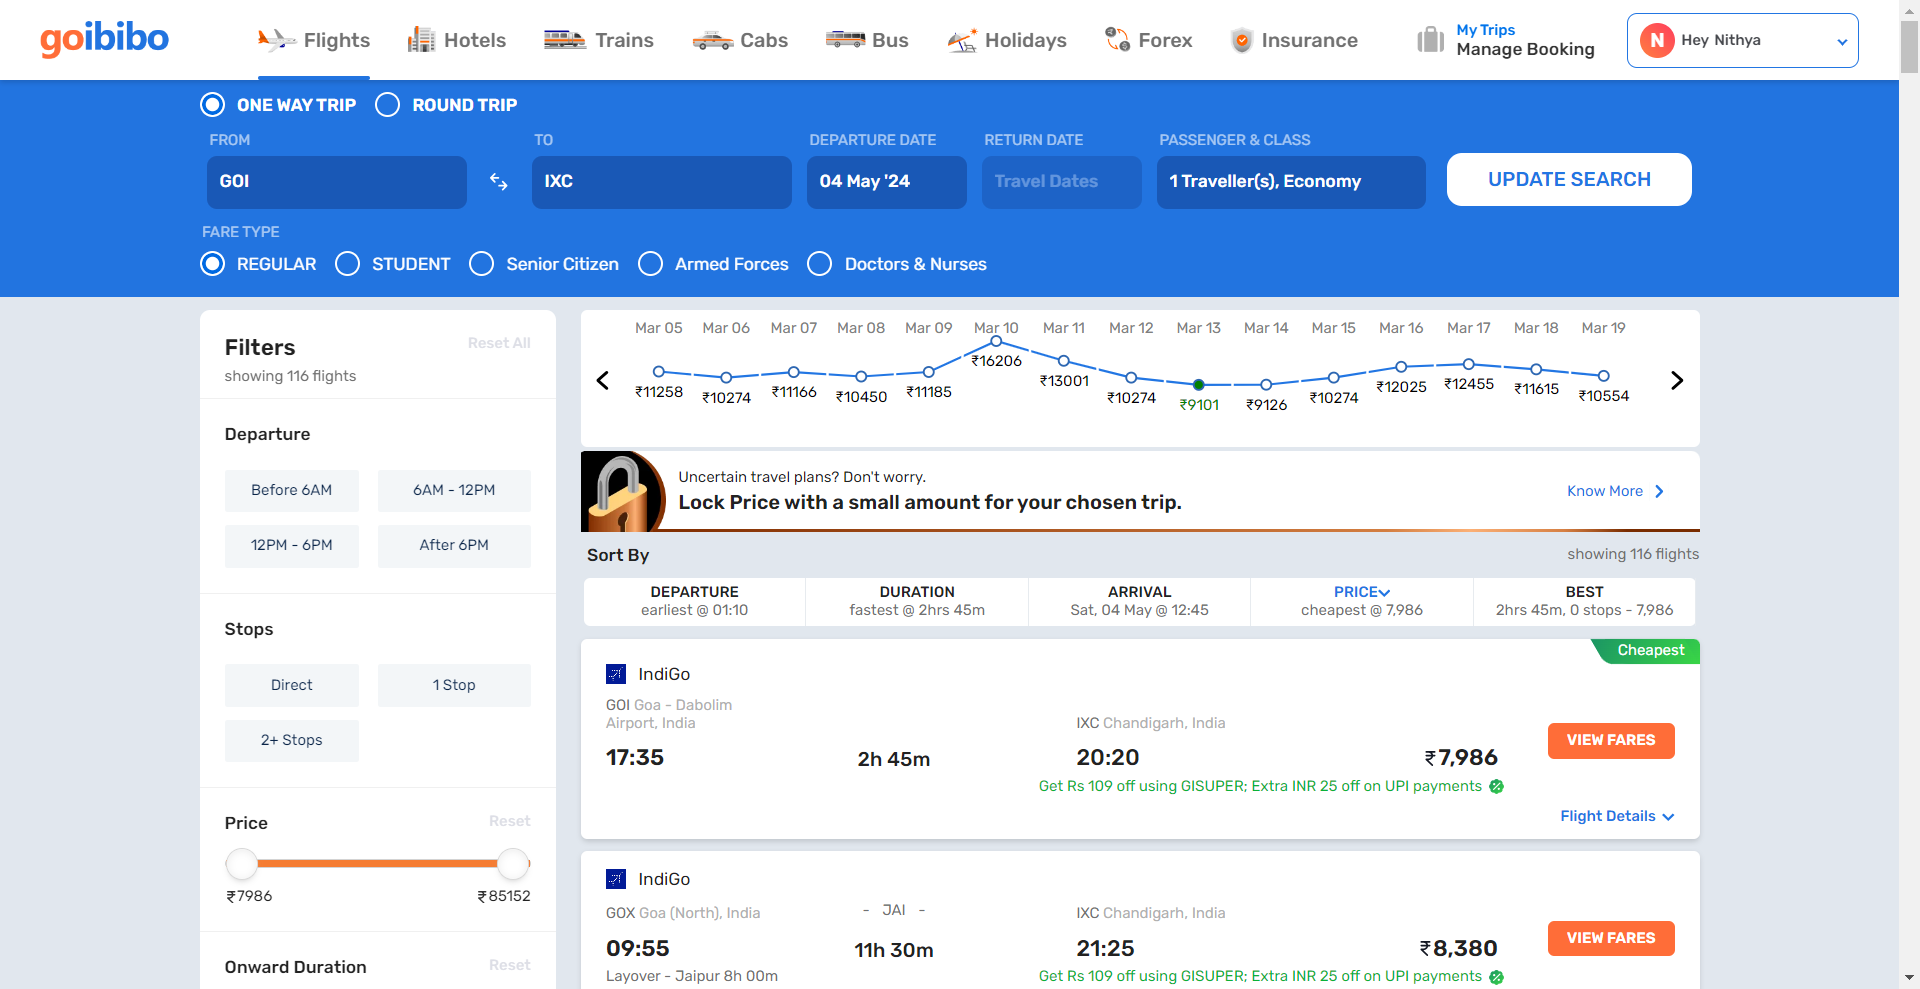 goibibo
Flights
Hotels
Trains
Cabs
Bus
Holidays
Forex
Insurance
My Trips
Manage Booking
N
Hey Nithya
ONE WAY TRIP
ROUND TRIP
FROM
TO
DEPARTURE DATE
RETURN DATE
PASSENGER & CLASS
GOI
IXC
04 May '24
Travel Dates
1 Traveller(s), Economy
UPDATE SEARCH
FARE TYPE
REGULAR
STUDENT
Senior Citizen
Armed Forces
Doctors & Nurses
Filters
Reset All
showing 116 flights
Departure
Before 6AM
6AM - 12PM
12PM - 6PM
After 6PM
Stops
Direct
1 Stop
2+ Stops
Price
Reset
₹7986
₹85152
Onward Duration
Reset
Mar 05 Mar 06 Mar 07 Mar 08 Mar 09 Mar 10 Mar 11 Mar 12 Mar 13 Mar 14 Mar 15 Mar 16 Mar 17 Mar 18 Mar 19
₹11258 ₹10274 ₹11166 ₹10450 ₹11185 ₹16206 ₹13001 ₹10274 ₹9101 ₹9126 ₹10274 ₹12025 ₹12455 ₹11615 ₹10554
Uncertain travel plans? Don't worry.
Lock Price with a small amount for your chosen trip.
Know More
Sort By
showing 116 flights
DEPARTURE
earliest @ 01:10
DURATION
fastest @ 2hrs 45m
ARRIVAL
Sat, 04 May @ 12:45
PRICE
cheapest @ 7,986
BEST
2hrs 45m, 0 stops - 7,986
Cheapest
IndiGo
GOI Goa - Dabolim
Airport, India
17:35
2h 45m
IXC Chandigarh, India
20:20
₹7,986
VIEW FARES
Get Rs 109 off using GISUPER; Extra INR 25 off on UPI payments
Flight Details
IndiGo
GOX Goa (North), India
- JAI -
IXC Chandigarh, India
09:55
11h 30m
21:25
₹8,380
VIEW FARES
Layover - Jaipur 8h 00m
Get Rs 109 off using GISUPER; Extra INR 25 off on UPI payments